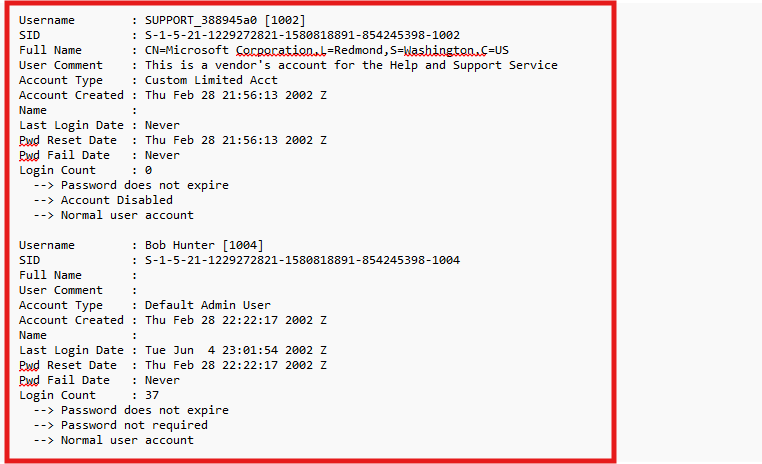 Username        : SUPPORT_388945a0 [1002]
SID             : S-1-5-21-1229272821-1580818891-854245398-1002
Full Name       : CN=Microsoft Corporation,L=Redmond,S=Washington,C=US
User Comment    : This is a vendor's account for the Help and Support Service
Account Type    : Custom Limited Acct
Account Created : Thu Feb 28 21:56:13 2002 Z
Name            :
Last Login Date : Never
Pwd Reset Date  : Thu Feb 28 21:56:13 2002 Z
Pwd Fail Date   : Never
Login Count     : 0
  --> Password does not expire
  --> Account Disabled
  --> Normal user account

Username        : Bob Hunter [1004]
SID             : S-1-5-21-1229272821-1580818891-854245398-1004
Full Name       :
User Comment    :
Account Type    : Default Admin User
Account Created : Thu Feb 28 22:22:17 2002 Z
Name            :
Last Login Date : Tue Jun  4 23:01:54 2002 Z
Pwd Reset Date  : Thu Feb 28 22:22:17 2002 Z
Pwd Fail Date   : Never
Login Count     : 37
  --> Password does not expire
  --> Password not required
  --> Normal user account